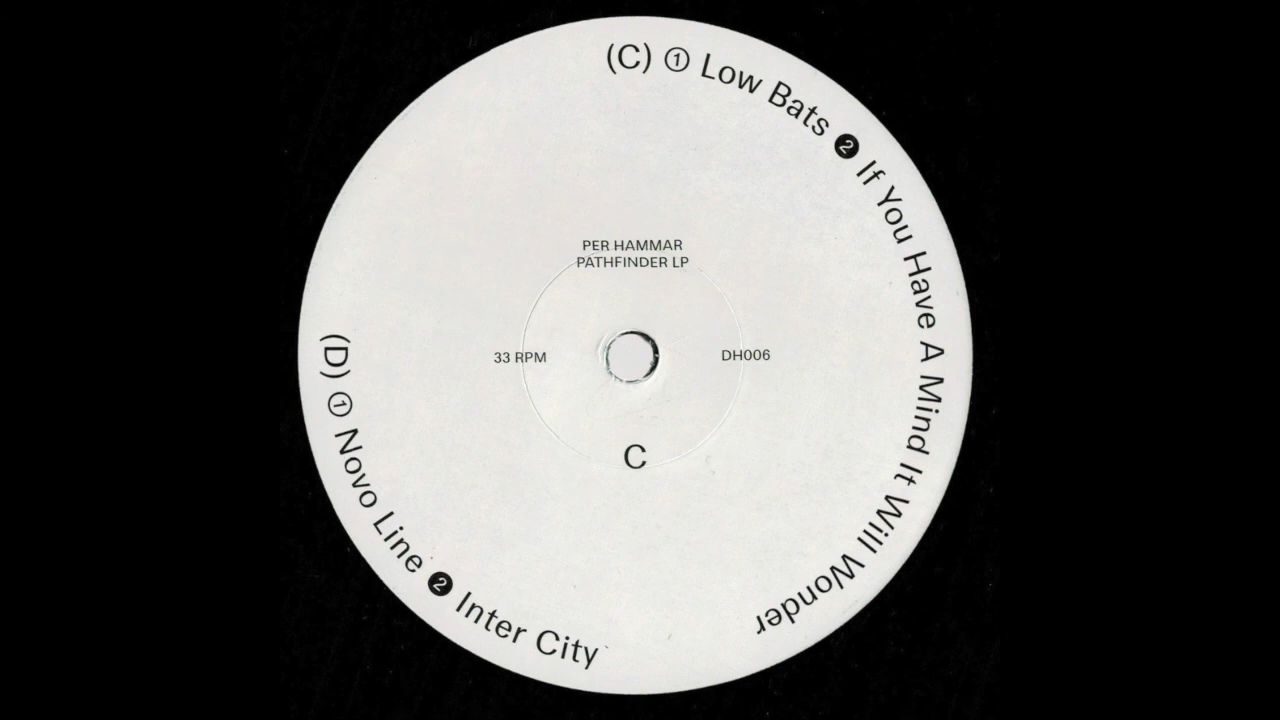 (C) ① Low Bats ❷ If You Have A Mind It Will Wonder
PER HAMMAR
PATHFINDER LP
33 RPM
DH006
C
(D) ① Novo Line ❷ Inter City